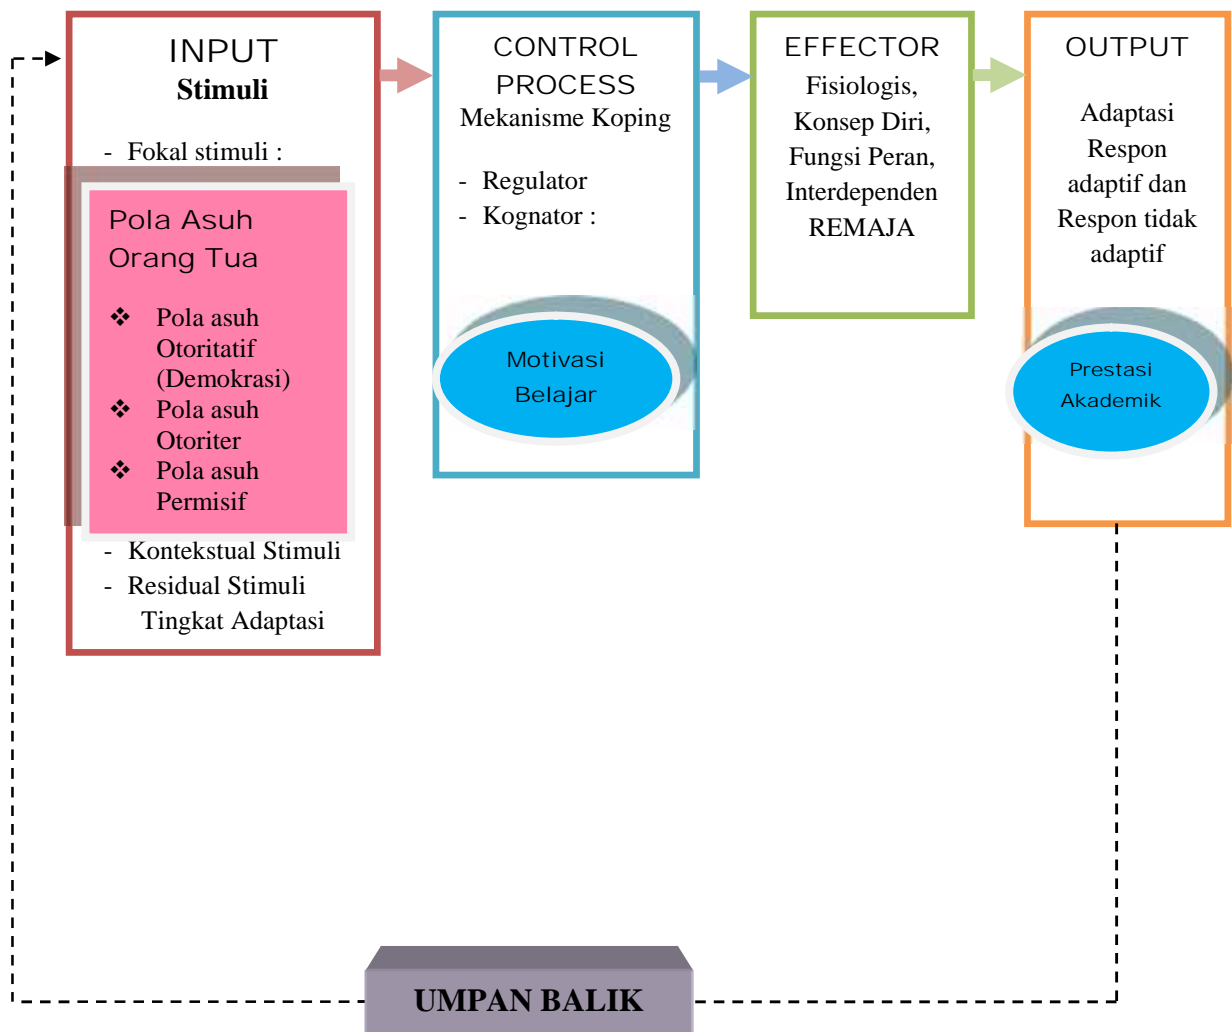 INPUT
Stimuli
- Fokal stimuli :
Pola Asuh
Orang Tua
❖ Pola asuh
Otoritatif
(Demokrasi)
❖ Pola asuh
Otoriter
❖ Pola asuh
Permisif
- Kontekstual Stimuli
- Residual Stimuli
Tingkat Adaptasi
CONTROL
PROCESS
Mekanisme Koping
- Regulator
- Kognator :
Motivasi
Belajar
EFFECTOR
Fisiologis,
Konsep Diri,
Fungsi Peran,
Interdependen
REMAJA
OUTPUT
Adaptasi
Respon
adaptif dan
Respon tidak
adaptif
Prestasi
Akademik
UMPAN BALIK